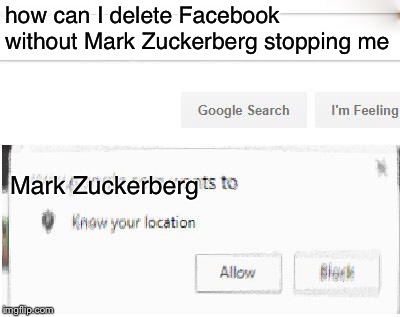 how can I delete Facebook
without Mark Zuckerberg stopping me
Google Search
I'm Feeling
Mark Zuckerberg
wants to
Know your location
Allow
Block
imgflip.com